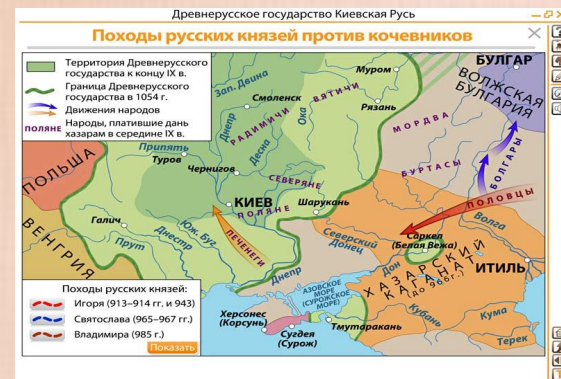 Древнерусское государство Киевская Русь
Походы русских князей против кочевников
Территория Древнерусского
государства к концу IX в.
Граница Древнерусского
государства в 1054 г.
Движения народов
ПОЛЯНЕ
Народы, платившие дань
хазарам в середине IX в.
БУЛГАР
ВОЛЖСКАЯ
БУЛГАРИЯ
Муром
Зап. Двина
Смоленск
ВЯТИЧИ
Рязань
РАДИМИЧИ
Днепр
Ока
МОРДВА
ПОЛЬША
Припять
Туров
Десна
Чернигов
СЕВЕРЯНЕ
БУРТАСЫ
БОЛГАРЫ
КИЕВ
ПОЛЯНЕ
Шарукань
ПОЛОВЦЫ
ВЕНГРИЯ
Галич
Прут
Днестр
Юж. Буг
ПЕЧЕНЕГИ
Северский
Донец
Саркел
(Белая Вежа)
Волга
Дон
ХАЗАРСКИЙ
КАГАНАТ
(до 966г.)
ИТИЛЬ
Днепр
АЗОВСКОЕ
МОРЕ
(СУРОЖСКОЕ)
Походы русских князей:
Игоря (913–914 гг. и 943)
Святослава (965–967 гг.)
Владимира (985 г.)
Показать
Херсонес
(Корсунь)
Сугдея
(Сурож)
Тмутаракань
Кубань
Кума
Терек